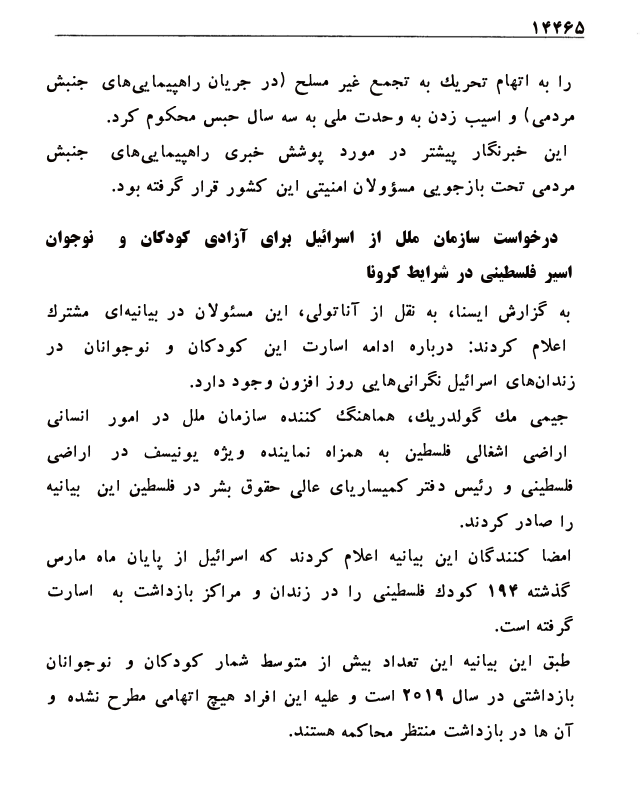 ۱۴۴۶۵
را به اتهام تحریك به تجمع غیر مسلح (در جریان راهپیمایی‌های جنبش
مردمی) و اسیب زدن به وحدت ملی به سه سال حبس محکوم کرد.
این خبرنگار پیشتر در مورد پوشش خبری راهپیمایی‌های جنبش
مردمی تحت بازجویی مسؤولان امنیتی این کشور قرار گرفته بود.
درخواست سازمان ملل از اسرائیل برای آزادی کودکان و نوجوان
اسیر فلسطینی در شرایط کرونا
به گزارش ایسنا، به نقل از آناتولی، این مسئولان در بیانیه‌ای مشترك
اعلام کردند: درباره ادامه اسارت این کودکان و نوجوانان در
زندان‌های اسرائیل نگرانی‌هایی روز افزون وجود دارد.
جیمی مك گولدریك، هماهنگ کننده سازمان ملل در امور انسانی
اراضی اشغالی فلسطین به همراه نماینده ویژه یونیسف در اراضی
فلسطینی و رئیس دفتر کمیساریای عالی حقوق بشر در فلسطین این بیانیه
را صادر کردند.
امضا کنندگان این بیانیه اعلام کردند که اسرائیل از پایان ماه مارس
گذشته ۱۹۴ کودك فلسطینی را در زندان و مراکز بازداشت به اسارت
گرفته است.
طبق این بیانیه این تعداد بیش از متوسط شمار کودکان و نوجوانان
بازداشتی در سال ۲۰۱۹ است و علیه این افراد هیچ اتهامی مطرح نشده و
آن ها در بازداشت منتظر محاکمه هستند.